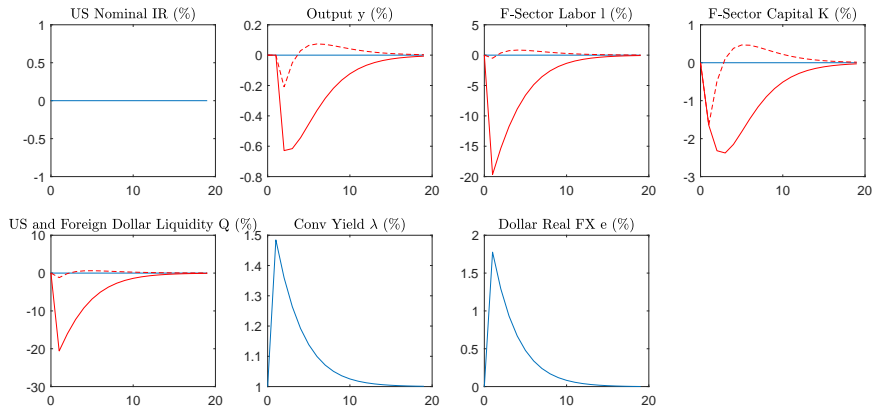 US Nominal IR (%)
1
0.5
0
-0.5
-1
0 10 20
Output y (%)
0.2
0
-0.2
-0.4
-0.6
-0.8
0 10 20
F-Sector Labor l (%)
5
0
-5
-10
-15
-20
0 10 20
F-Sector Capital K (%)
1
0
-1
-2
-3
0 10 20
US and Foreign Dollar Liquidity Q (%)
10
0
-10
-20
-30
0 10 20
Conv Yield λ (%)
1.5
1.4
1.3
1.2
1.1
1
0 10 20
Dollar Real FX e (%)
2
1.5
1
0.5
0
0 10 20